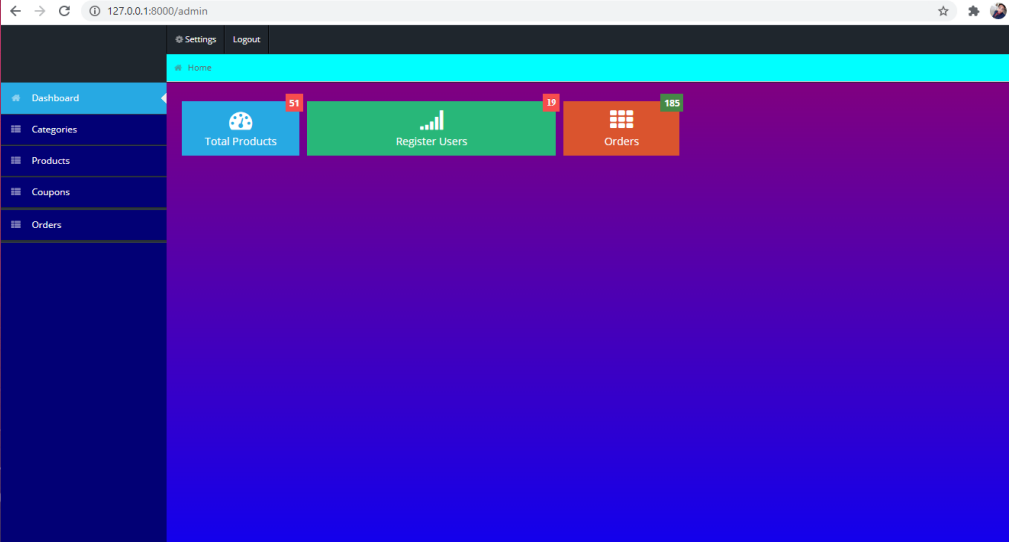 127.0.0.1:8000/admin
Settings Logout
Home
Dashboard
Categories
Products
Coupons
Orders
51
Total Products
19
Register Users
185
Orders